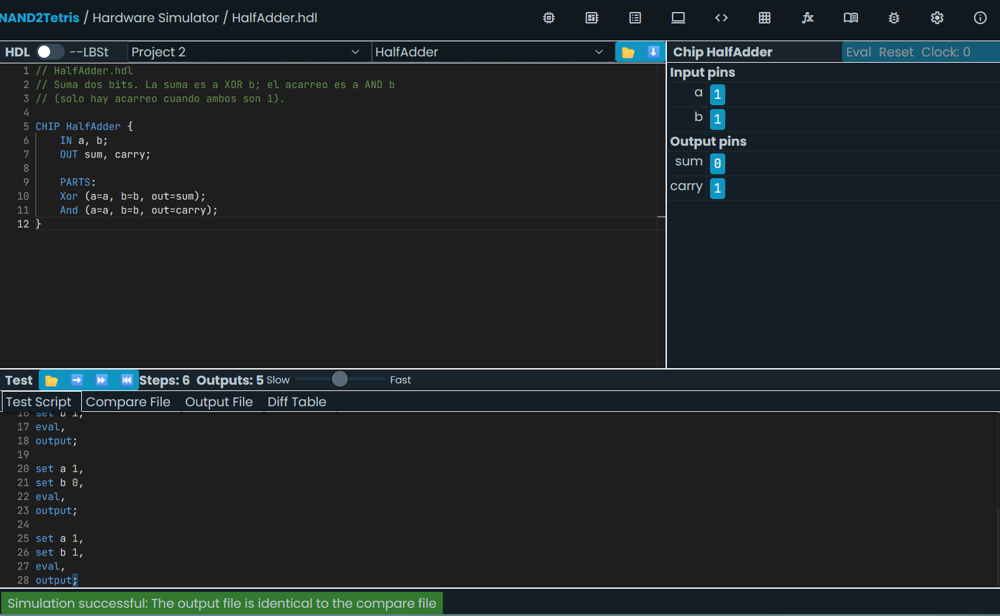 NAND2Tetris / Hardware Simulator / HalfAdder.hdl
HDL --LBSt Project 2 HalfAdder
1 // HalfAdder.hdl
2 // Suma dos bits. La suma es a XOR b; el acarreo es a AND b
3 // (solo hay acarreo cuando ambos son 1).
4
5 CHIP HalfAdder {
6 IN a, b;
7 OUT sum, carry;
8
9 PARTS:
10 Xor (a=a, b=b, out=sum);
11 And (a=a, b=b, out=carry);
12 }
Chip HalfAdder Eval Reset Clock: 0
Input pins
a 1
b 1
Output pins
sum 0
carry 1
Test Steps: 6 Outputs: 5 Slow Fast
Test Script Compare File Output File Diff Table
16 set b 1,
17 eval,
18 output;
19
20 set a 1,
21 set b 0,
22 eval,
23 output;
24
25 set a 1,
26 set b 1,
27 eval,
28 output;
Simulation successful: The output file is identical to the compare file